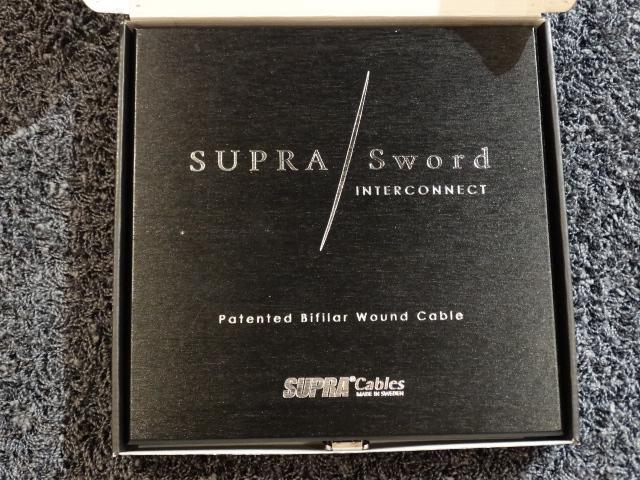 SUPRA / Sword
INTERCONNECT
Patented Bifilar Wound Cable
SUPRA® Cables
MADE IN SWEDEN